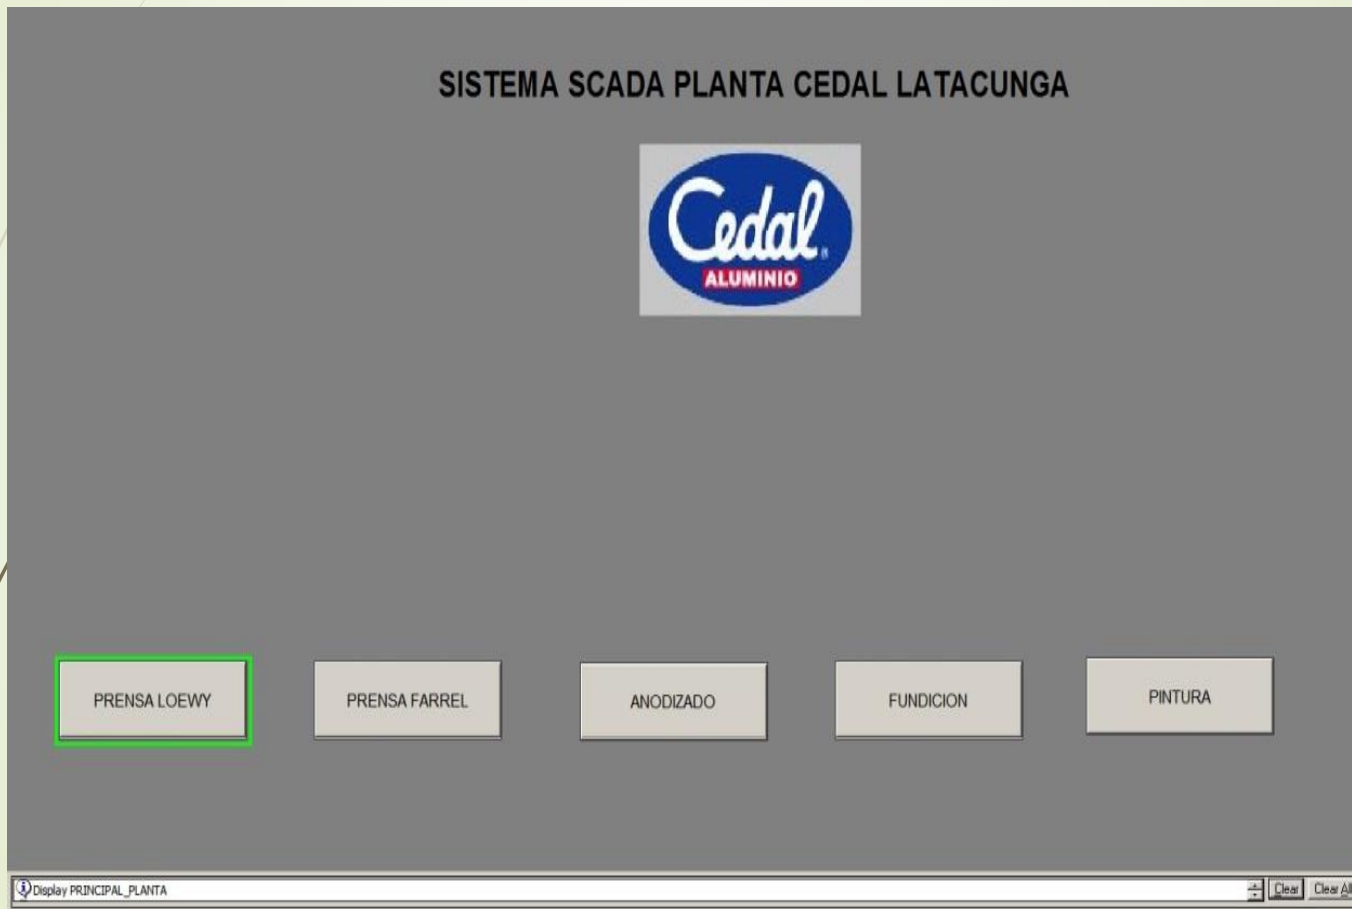 SISTEMA SCADA PLANTA CEDAL LATACUNGA
Cedal®
ALUMINIO
PRENSA LOEWY
PRENSA FARREL
ANODIZADO
FUNDICION
PINTURA
Display PRINCIPAL_PLANTA
Clear
Clear All